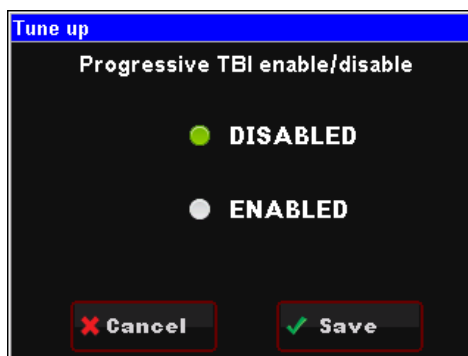 Tune up
Progressive TBI enable/disable
DISABLED
ENABLED
Cancel
Save